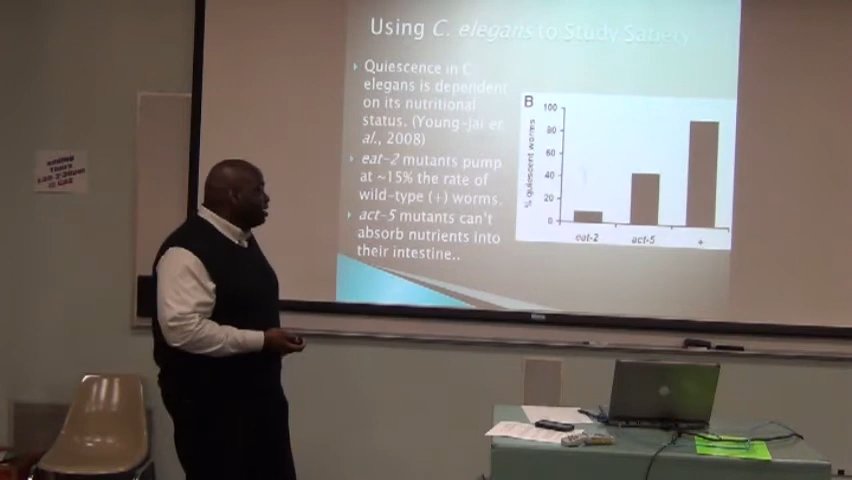 Using C. elegans to Study Satiety
Quiescence in C.
elegans is dependent
on its nutritional
status. (Young-jai et
al., 2008)
eat-2 mutants pump
at ~15% the rate of
wild-type (+) worms.
act-5 mutants can't
absorb nutrients into
their intestine..
B
% quiescent worms
100
80
60
40
20
0
eat-2 act-5 +